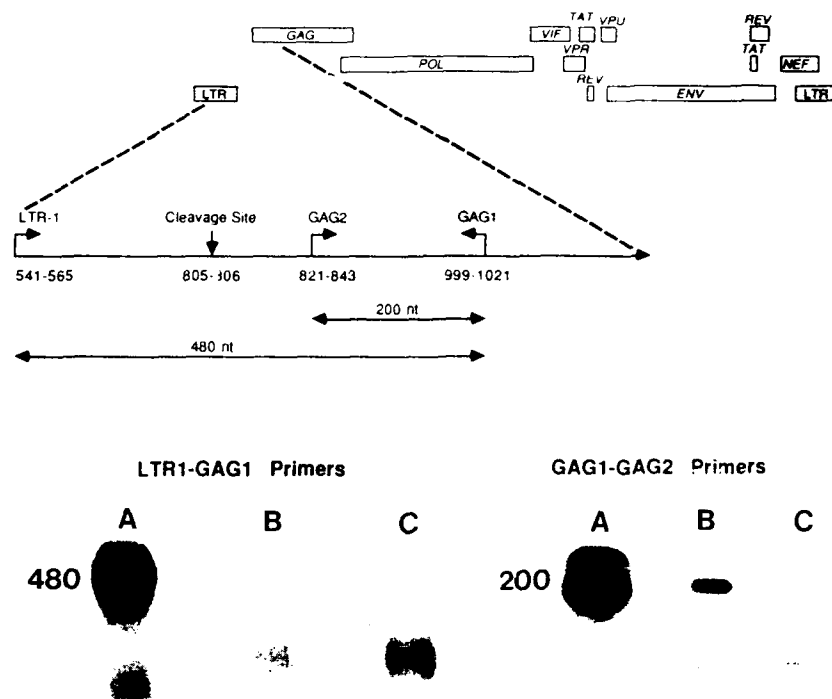 TAT VPU REV
GAG VIF
TAT
POL VPR NEF
REV
LTR ENV LTR
LTR-1 Cleavage Site GAG2 GAG1
541-565 821-843 999-1021
200 nt
480 nt
LTR1-GAG1 Primers GAG1-GAG2 Primers
A B C A B C
480 200